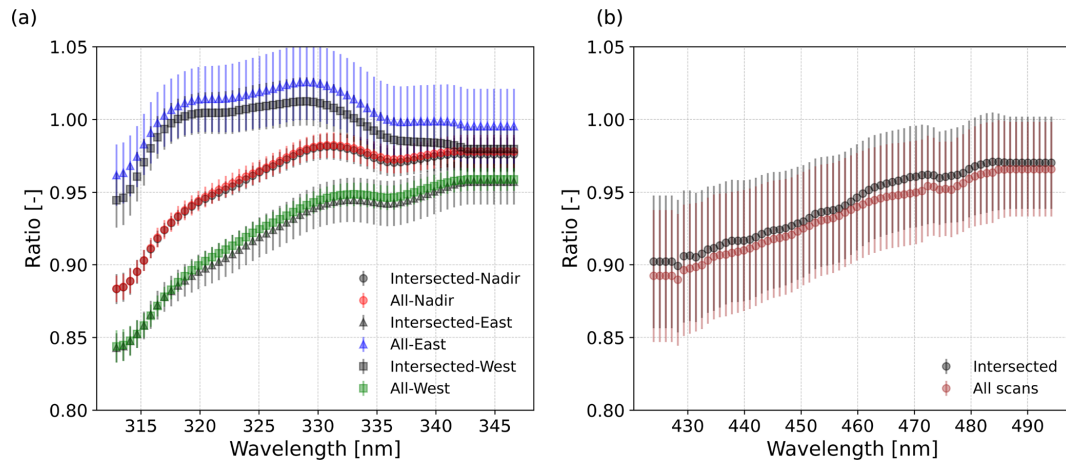 (a)
(b)
1.05
1.00
0.95
0.90
0.85
0.80
Ratio [-]
315 320 325 330 335 340 345
Wavelength [nm]
Intersected-Nadir
All-Nadir
Intersected-East
All-East
Intersected-West
All-West
1.05
1.00
0.95
0.90
0.85
0.80
Ratio [-]
430 440 450 460 470 480 490
Wavelength [nm]
Intersected
All scans